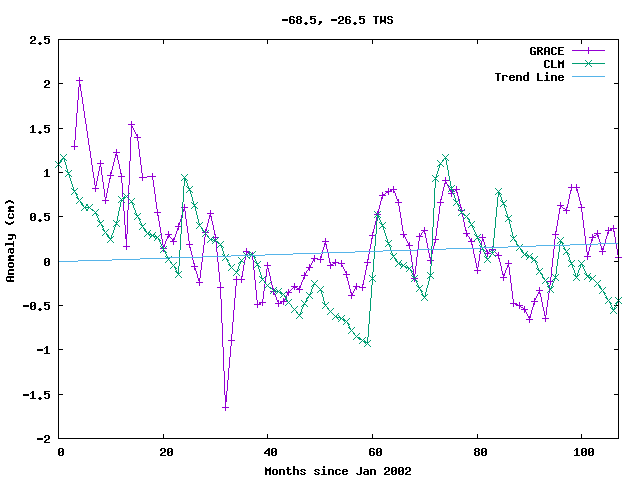 -68.5, -26.5 TWS
GRACE
CLM
Trend Line
Anomaly (cm)
2.5
2
1.5
1
0.5
0
-0.5
-1
-1.5
-2
0 20 40 60 80 100
Months since Jan 2002